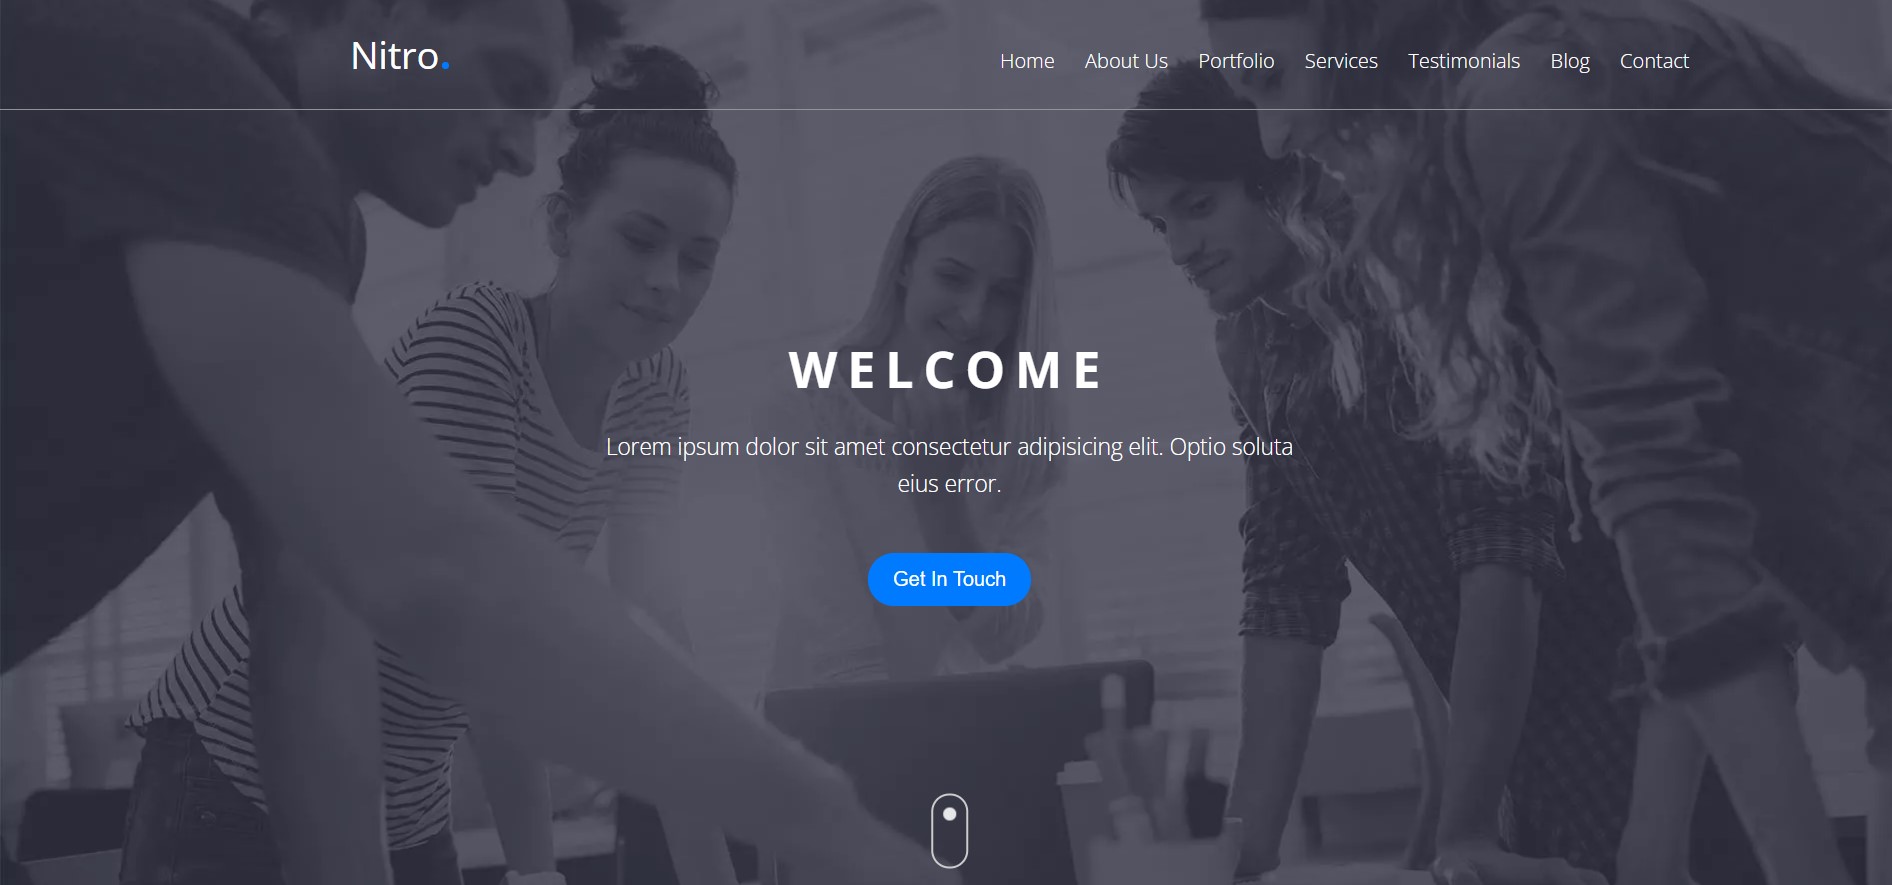 Nitro.
Home About Us Portfolio Services Testimonials Blog Contact
WELCOME
Lorem ipsum dolor sit amet consectetur adipisicing elit. Optio soluta
eius error.
Get In Touch